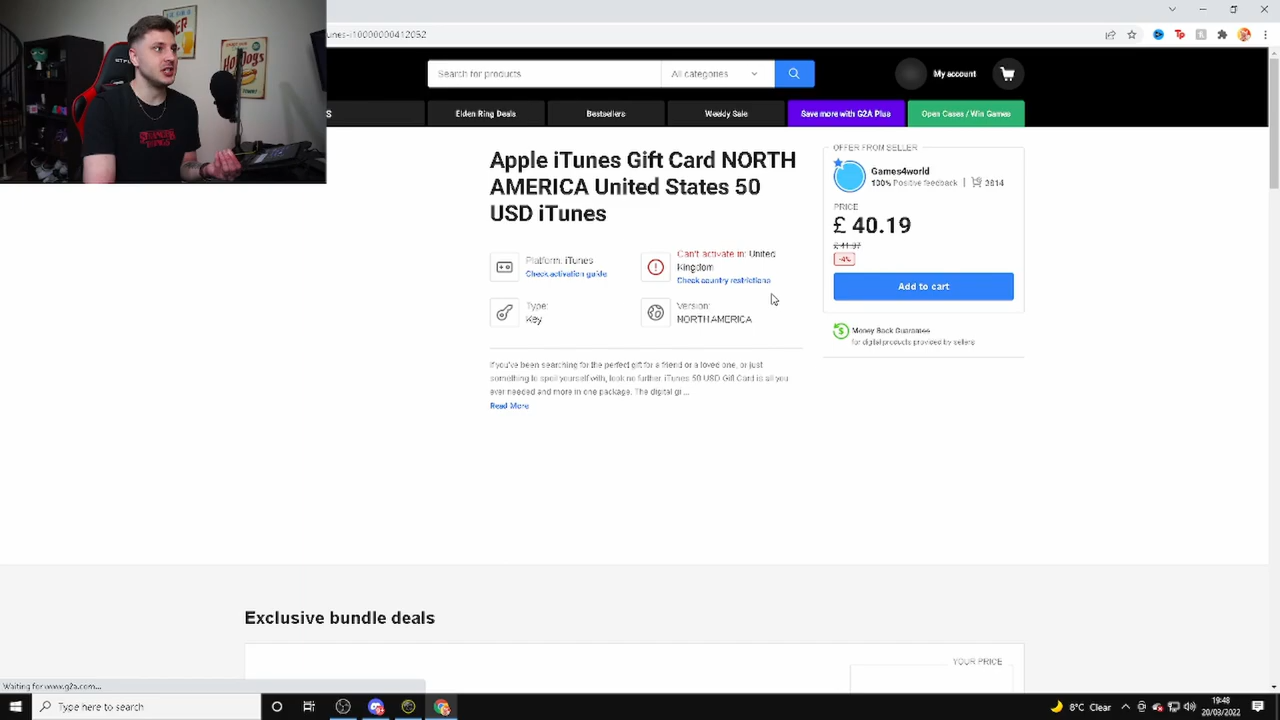 HOT DOGS
STRANGER
THINGS
unes-i10000000412052
Search for products
All categories
My account
S
Elden Ring Deals
Bestsellers
Weekly Sale
Save more with G2A Plus
Open Cases / Win Games
Apple iTunes Gift Card NORTH
AMERICA United States 50
USD iTunes
Platform: iTunes
Check activation guide
Can't activate in: United
Kingdom
Check country restrictions
Type:
Key
Version:
NORTH AMERICA
If you've been searching for the perfect gift for a friend or a loved one, or just
something to spoil yourself with, look no further. iTunes 50 USD Gift Card is all you
ever needed and more in one package. The digital gi ...
Read More
OFFER FROM SELLER
Games4world
100% Positive feedback | 3814
PRICE
£ 40.19
-4%
Add to cart
Money Back Guarantee
for digital products provided by sellers
Exclusive bundle deals
YOUR PRICE
Waiting for www.g2a.com...
Type here to search
8°C Clear
19:48
20/03/2022